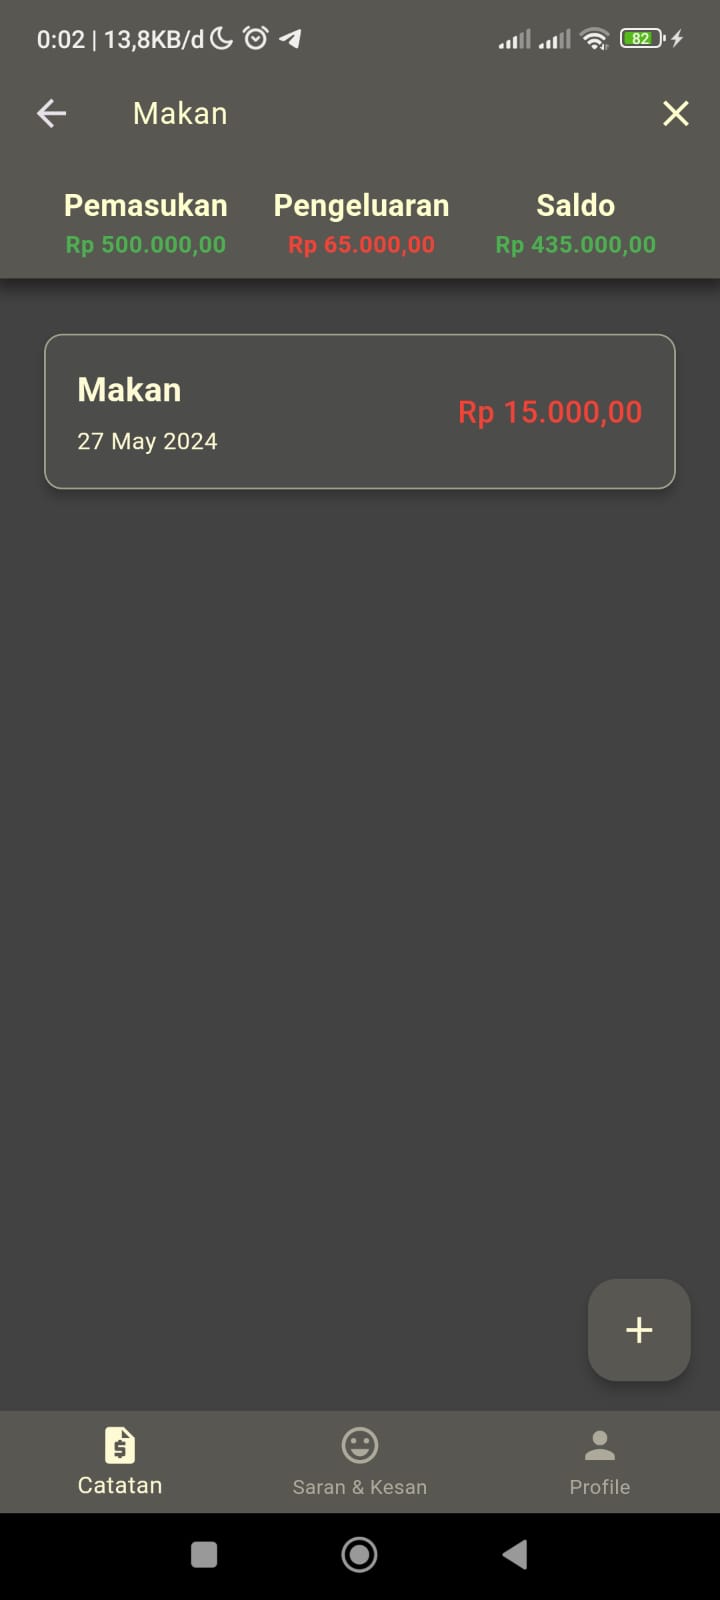 0:02 | 13,8KB/d
82
Makan
Pemasukan Pengeluaran Saldo
Rp 500.000,00 Rp 65.000,00 Rp 435.000,00
Makan
Rp 15.000,00
27 May 2024
Catatan Saran & Kesan Profile